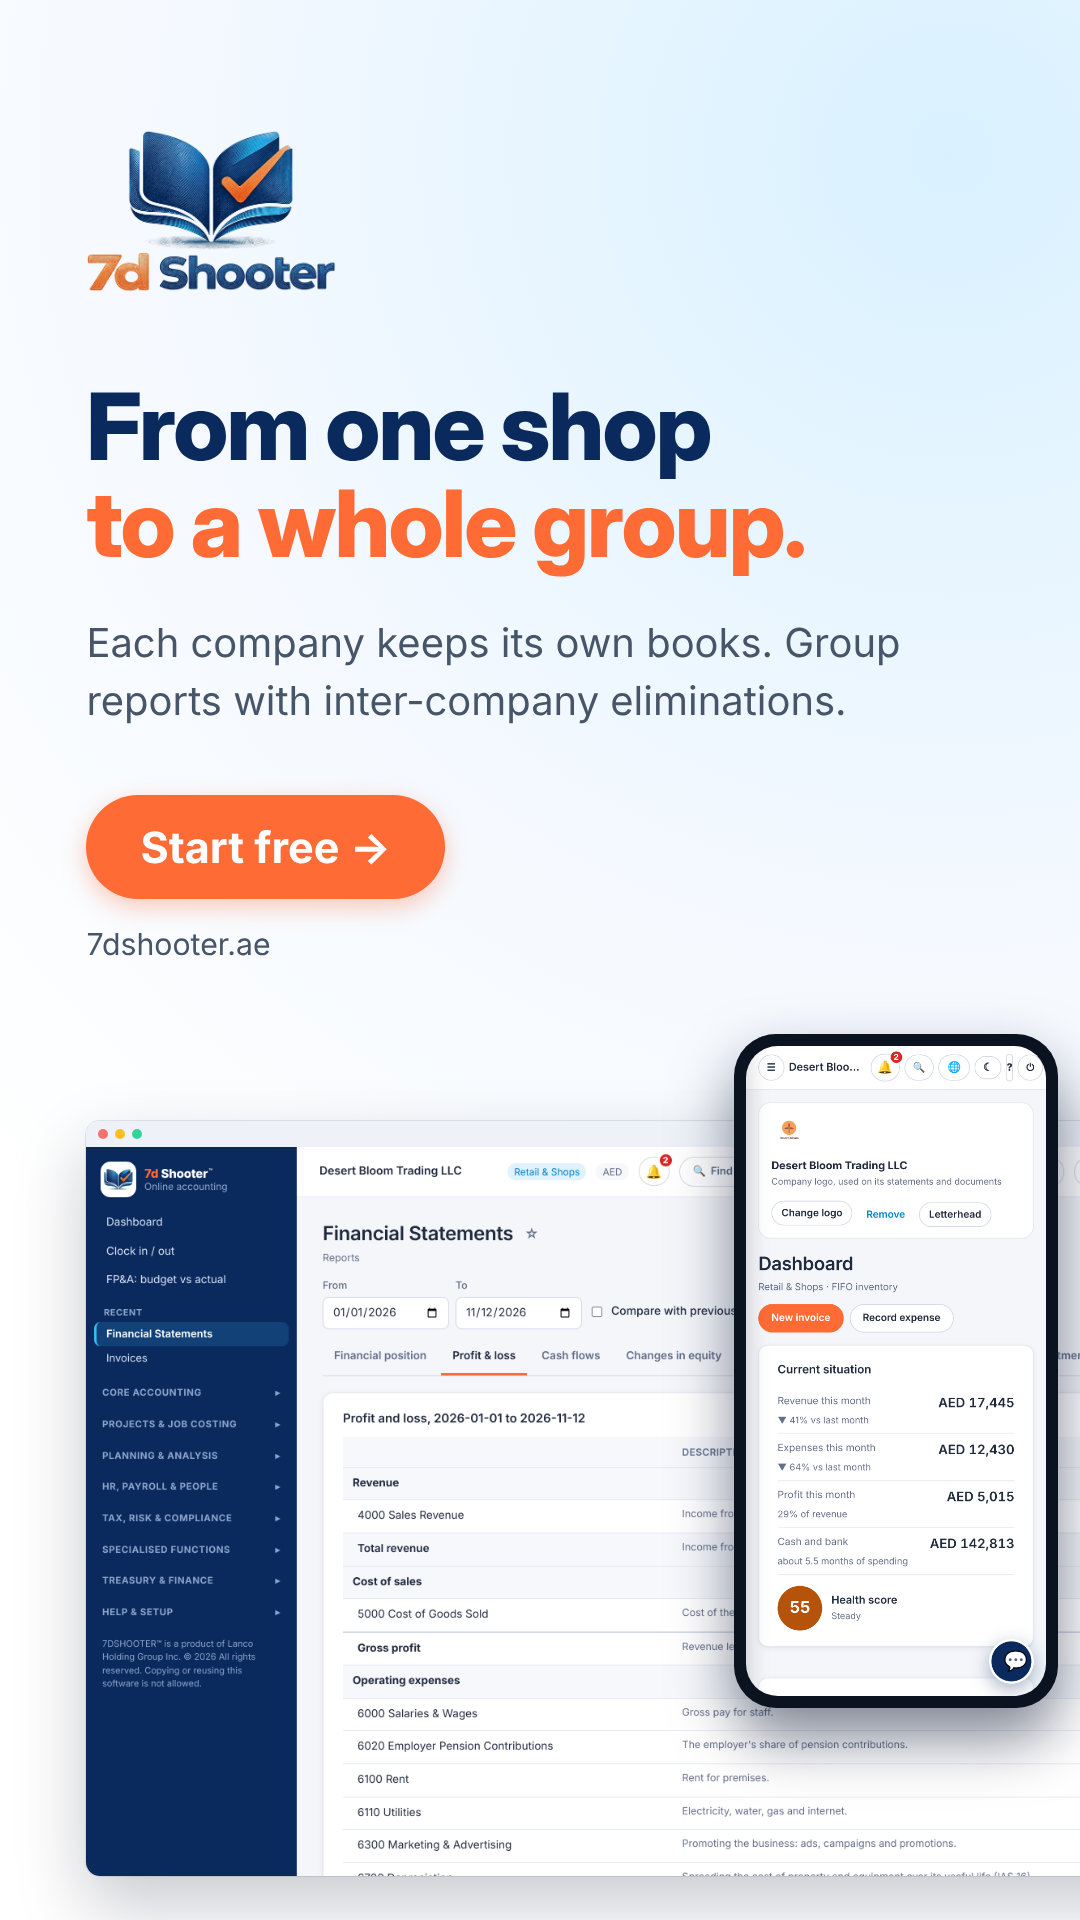 7d Shooter
From one shop
to a whole group.
Each company keeps its own books. Group
reports with inter-company eliminations.
Start free →
7dshooter.ae
7d Shooter™
Online accounting
Dashboard
Clock in / out
FP&A: budget vs actual
RECENT
Financial Statements
Invoices
CORE ACCOUNTING
PROJECTS & JOB COSTING
PLANNING & ANALYSIS
HR, PAYROLL & PEOPLE
TAX, RISK & COMPLIANCE
SPECIALISED FUNCTIONS
TREASURY & FINANCE
HELP & SETUP
7DSHOOTER™ is a product of Lanco
Holding Group Inc. © 2026 All rights
reserved. Copying or reusing this
software is not allowed.
Desert Bloom Trading LLC Retail & Shops AED 2 Find
Financial Statements ☆
Reports
From To
01/01/2026 11/12/2026 Compare with previous
Financial position Profit & loss Cash flows Changes in equity
Profit and loss, 2026-01-01 to 2026-11-12
Revenue
4000 Sales Revenue
Total revenue
Cost of sales
5000 Cost of Goods Sold Cost of the
Gross profit Revenue
Operating expenses
6000 Salaries & Wages Gross pay for staff.
6020 Employer Pension Contributions The employer's share of pension contributions.
6100 Rent Rent for premises.
6110 Utilities Electricity, water, gas and internet.
6300 Marketing & Advertising Promoting the business: ads, campaigns and promotions.
Desert Bloo... 2 ?
Desert Bloom Trading LLC
Company logo, used on its statements and documents
Change logo Remove Letterhead
Dashboard
Retail & Shops · FIFO inventory
New invoice Record expense
Current situation
Revenue this month AED 17,445
▼ 41% vs last month
Expenses this month AED 12,430
▼ 64% vs last month
Profit this month AED 5,015
29% of revenue
Cash and bank AED 142,813
about 5.5 months of spending
55 Health score
Steady